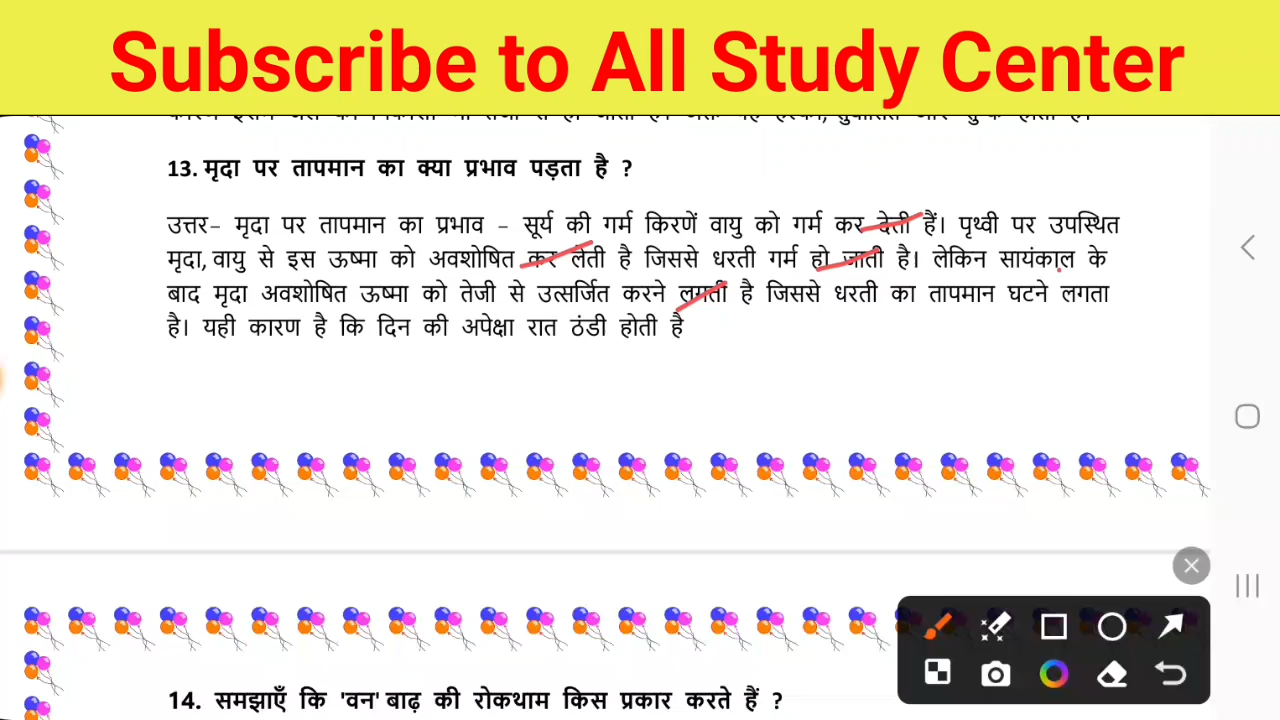 Subscribe to All Study Center
13. मृदा पर तापमान का क्या प्रभाव पड़ता है ?
उत्तर– मृदा पर तापमान का प्रभाव – सूर्य की गर्म किरणें वायु को गर्म कर देती हैं। पृथ्वी पर उपस्थित
मृदा, वायु से इस ऊष्मा को अवशोषित कर लेती है जिससे धरती गर्म हो जाती है। लेकिन सायंकाल के
बाद मृदा अवशोषित ऊष्मा को तेजी से उत्सर्जित करने लगती है जिससे धरती का तापमान घटने लगता
है। यही कारण है कि दिन की अपेक्षा रात ठंडी होती है
14. समझाएँ कि 'वन' बाढ़ की रोकथाम किस प्रकार करते हैं ?